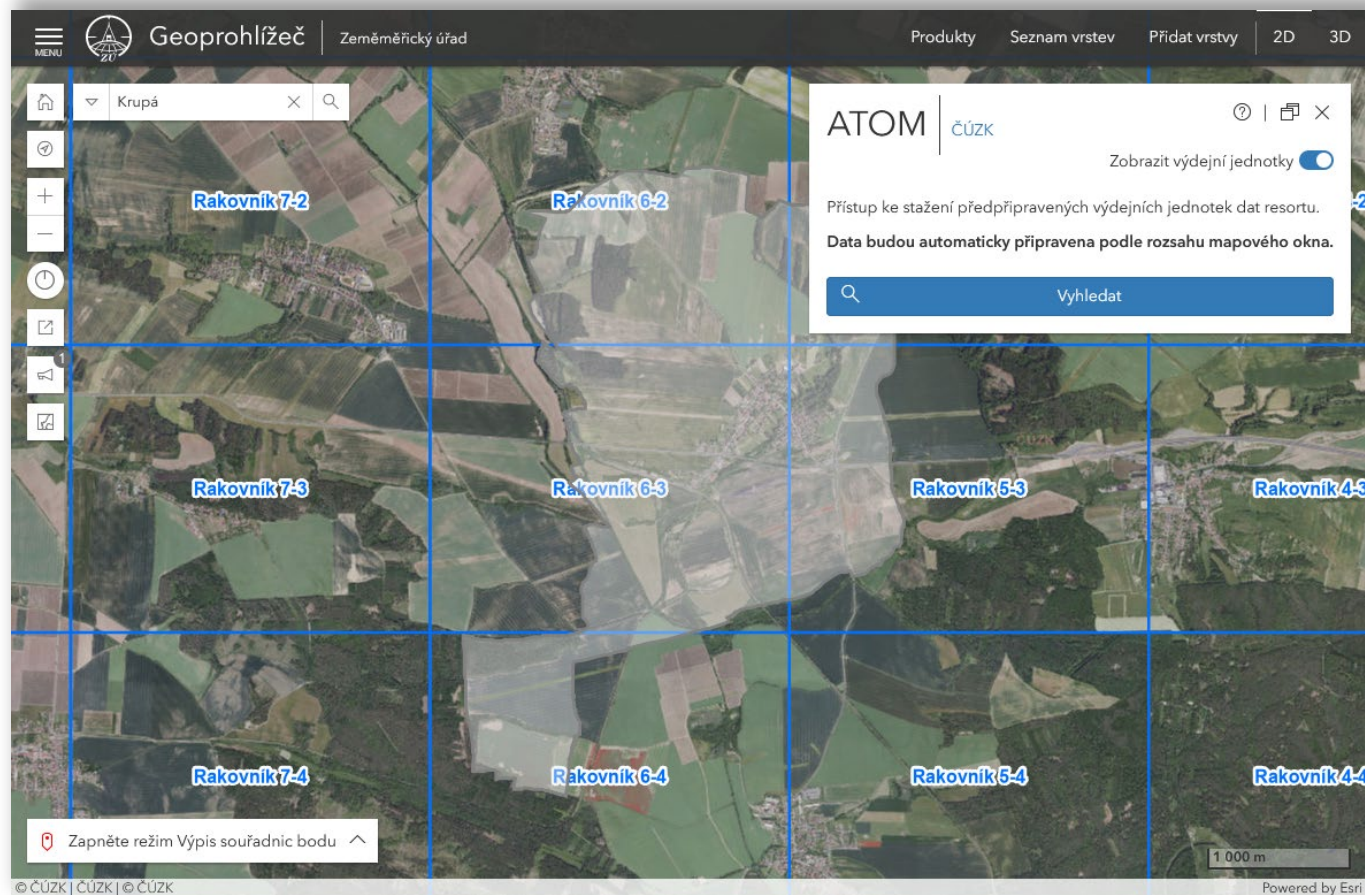 MENU
ZÚ
Geoprohlížeč
Zeměměřický úřad
Produkty
Seznam vrstev
Přidat vrstvy
2D
3D
Krupá
ATOM
ČÚZK
Zobrazit výdejní jednotky
Přístup ke stažení předpřipravených výdejních jednotek dat resortu.
Data budou automaticky připravena podle rozsahu mapového okna.
Vyhledat
1
Rakovník 7-2
Rakovník 6-2
-2
Rakovník 7-3
Rakovník 6-3
Rakovník 5-3
Rakovník 4-3
Rakovník 7-4
Rakovník 6-4
Rakovník 5-4
Rakovník 4-4
Zapněte režim Výpis souřadnic bodu
1 000 m
© ČÚZK | ČÚZK | © ČÚZK
Powered by Esri